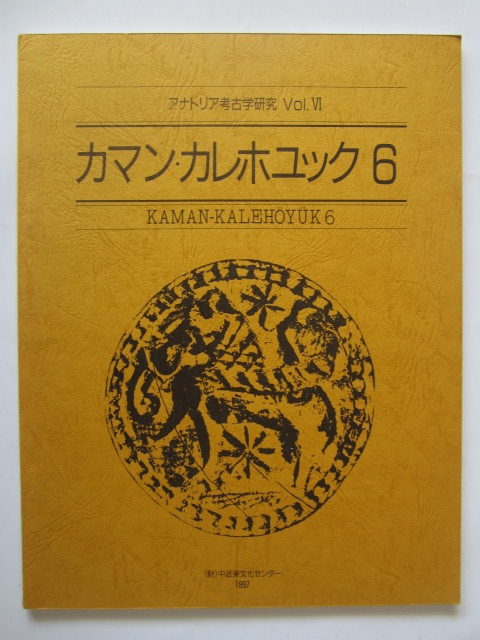 アナトリア考古学研究 Vol. Ⅵ
カマン・カレホユック 6
KAMAN-KALEHÖYÜK 6
(財)中近東文化センター
1997